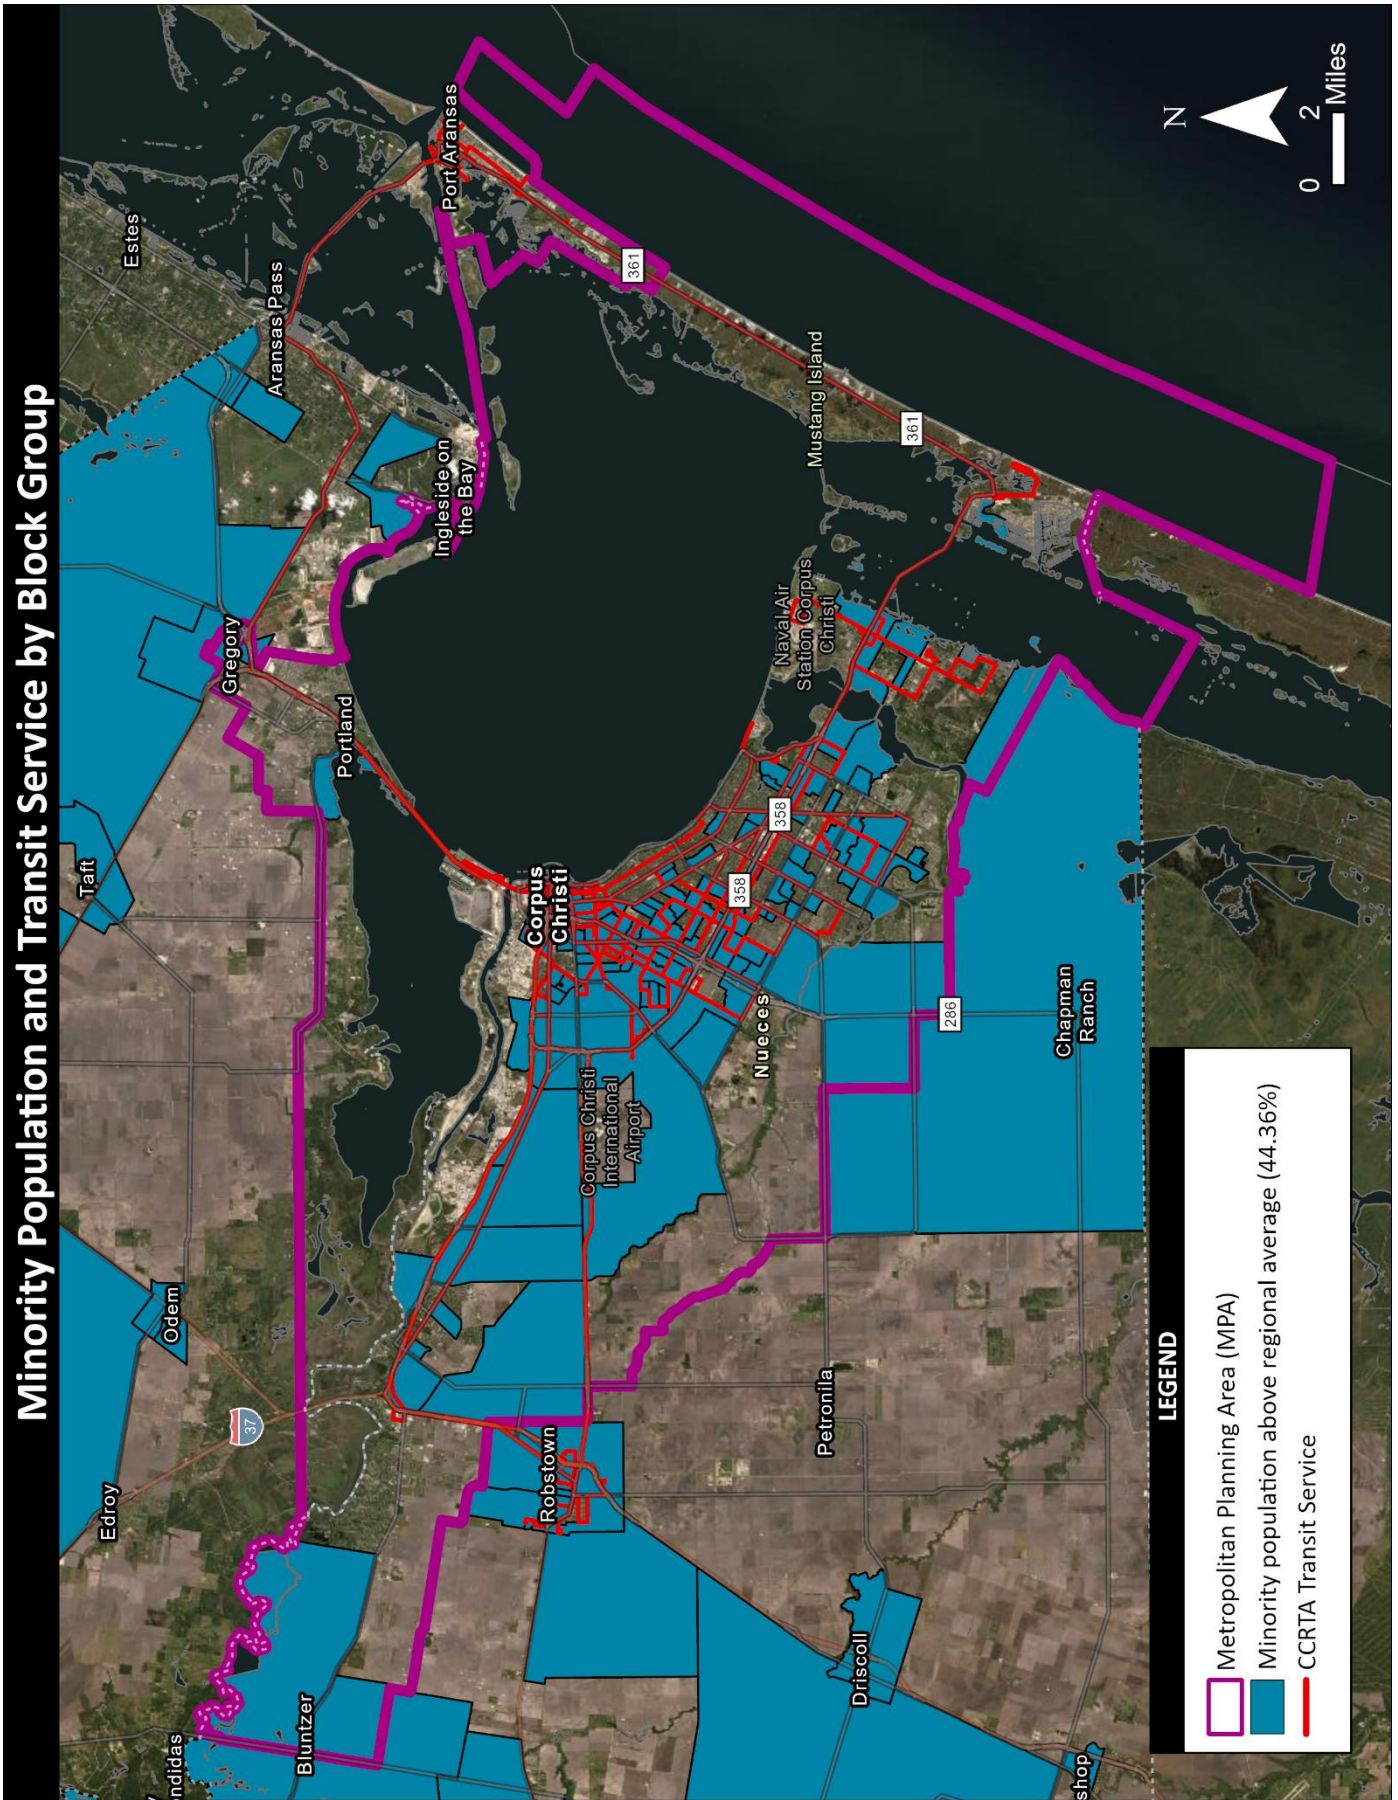 Minority Population and Transit Service by Block Group
Edroy
Odem
37
Taft
Estes
Gregory
Aransas Pass
Portland
Port Aransas
Ingleside on
the Bay
361
Bluntzer
Robstown
Corpus
Christi
Corpus Christi
International
Airport
Naval Air
Station Corpus
Christi
Mustang Island
358
358
361
Nueces
Petronila
Driscoll
286
Chapman
Ranch
ndidas
shop
N
0 2
Miles
LEGEND
Metropolitan Planning Area (MPA)
Minority population above regional average (44.36%)
CCRTA Transit Service